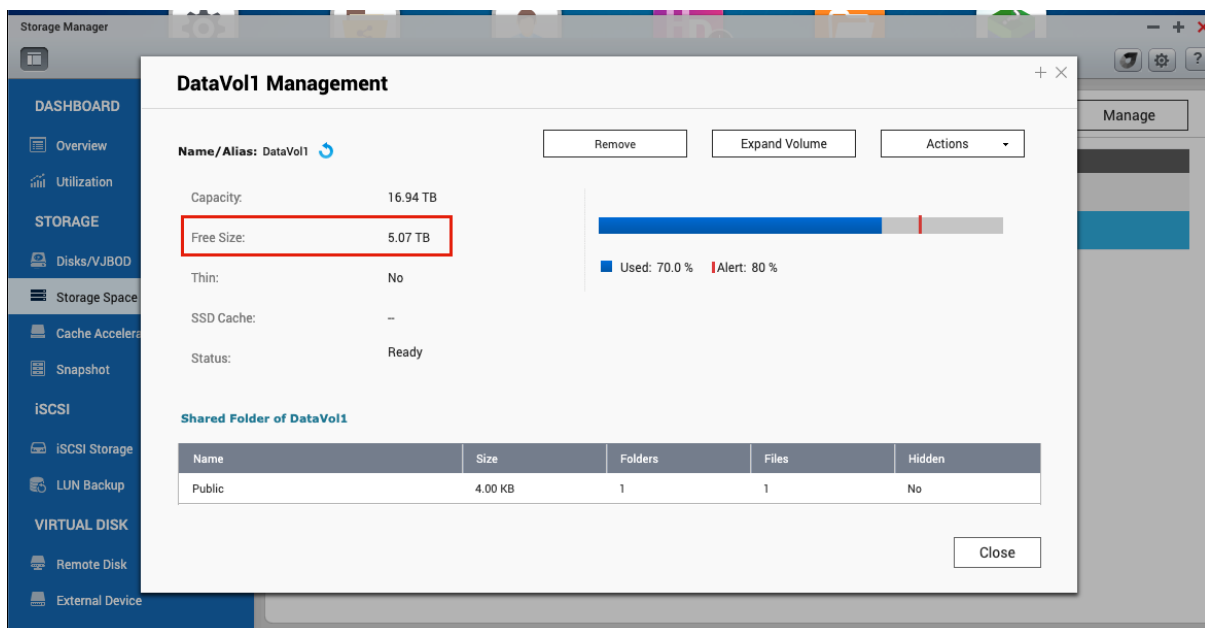 Storage Manager
?
DataVol1 Management
DASHBOARD
Manage
Overview
Name/Alias: DataVol1
Remove
Expand Volume
Actions
Utilization
Capacity: 16.94 TB
STORAGE
Free Size: 5.07 TB
Disks/VJBOD
Used: 70.0 % Alert: 80 %
Thin: No
Storage Space
SSD Cache: --
Cache Accelera
Status: Ready
Snapshot
iSCSI
Shared Folder of DataVol1
iSCSI Storage
Name Size Folders Files Hidden
LUN Backup
Public 4.00 KB 1 1 No
VIRTUAL DISK
Close
Remote Disk
External Device